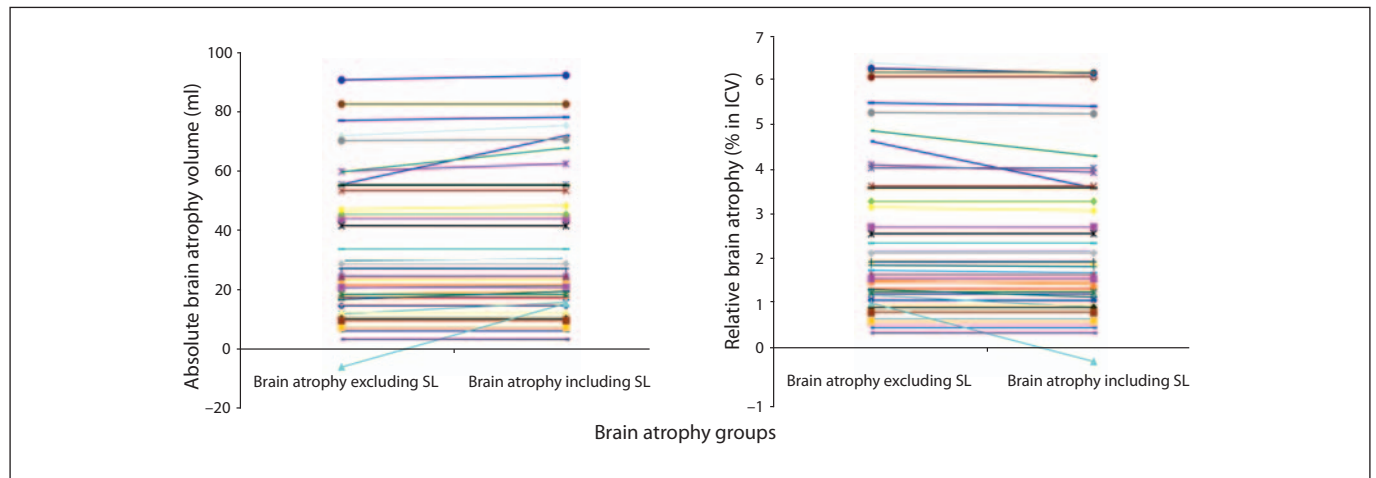 Absolute brain atrophy volume (ml)
100
80
60
40
20
0
–20
Brain atrophy excluding SL
Brain atrophy including SL
Relative brain atrophy (% in ICV)
7
6
5
4
3
2
1
0
–1
Brain atrophy excluding SL
Brain atrophy including SL
Brain atrophy groups